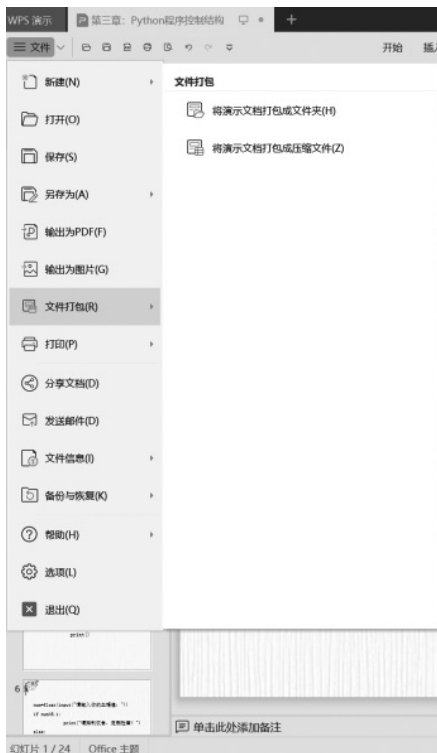 WPS 演示
第三章：Python程序控制结构
文件
开始
新建(N)
打开(O)
保存(S)
另存为(A)
输出为PDF(F)
输出为图片(G)
文件打包(R)
打印(P)
分享文档(D)
发送邮件(D)
文件信息(I)
备份与恢复(K)
帮助(H)
选项(L)
退出(Q)
文件打包
将演示文档打包成文件夹(H)
将演示文档打包成压缩文件(Z)
print()
6
单击此处添加备注
幻灯片 1 / 24 Office 主题